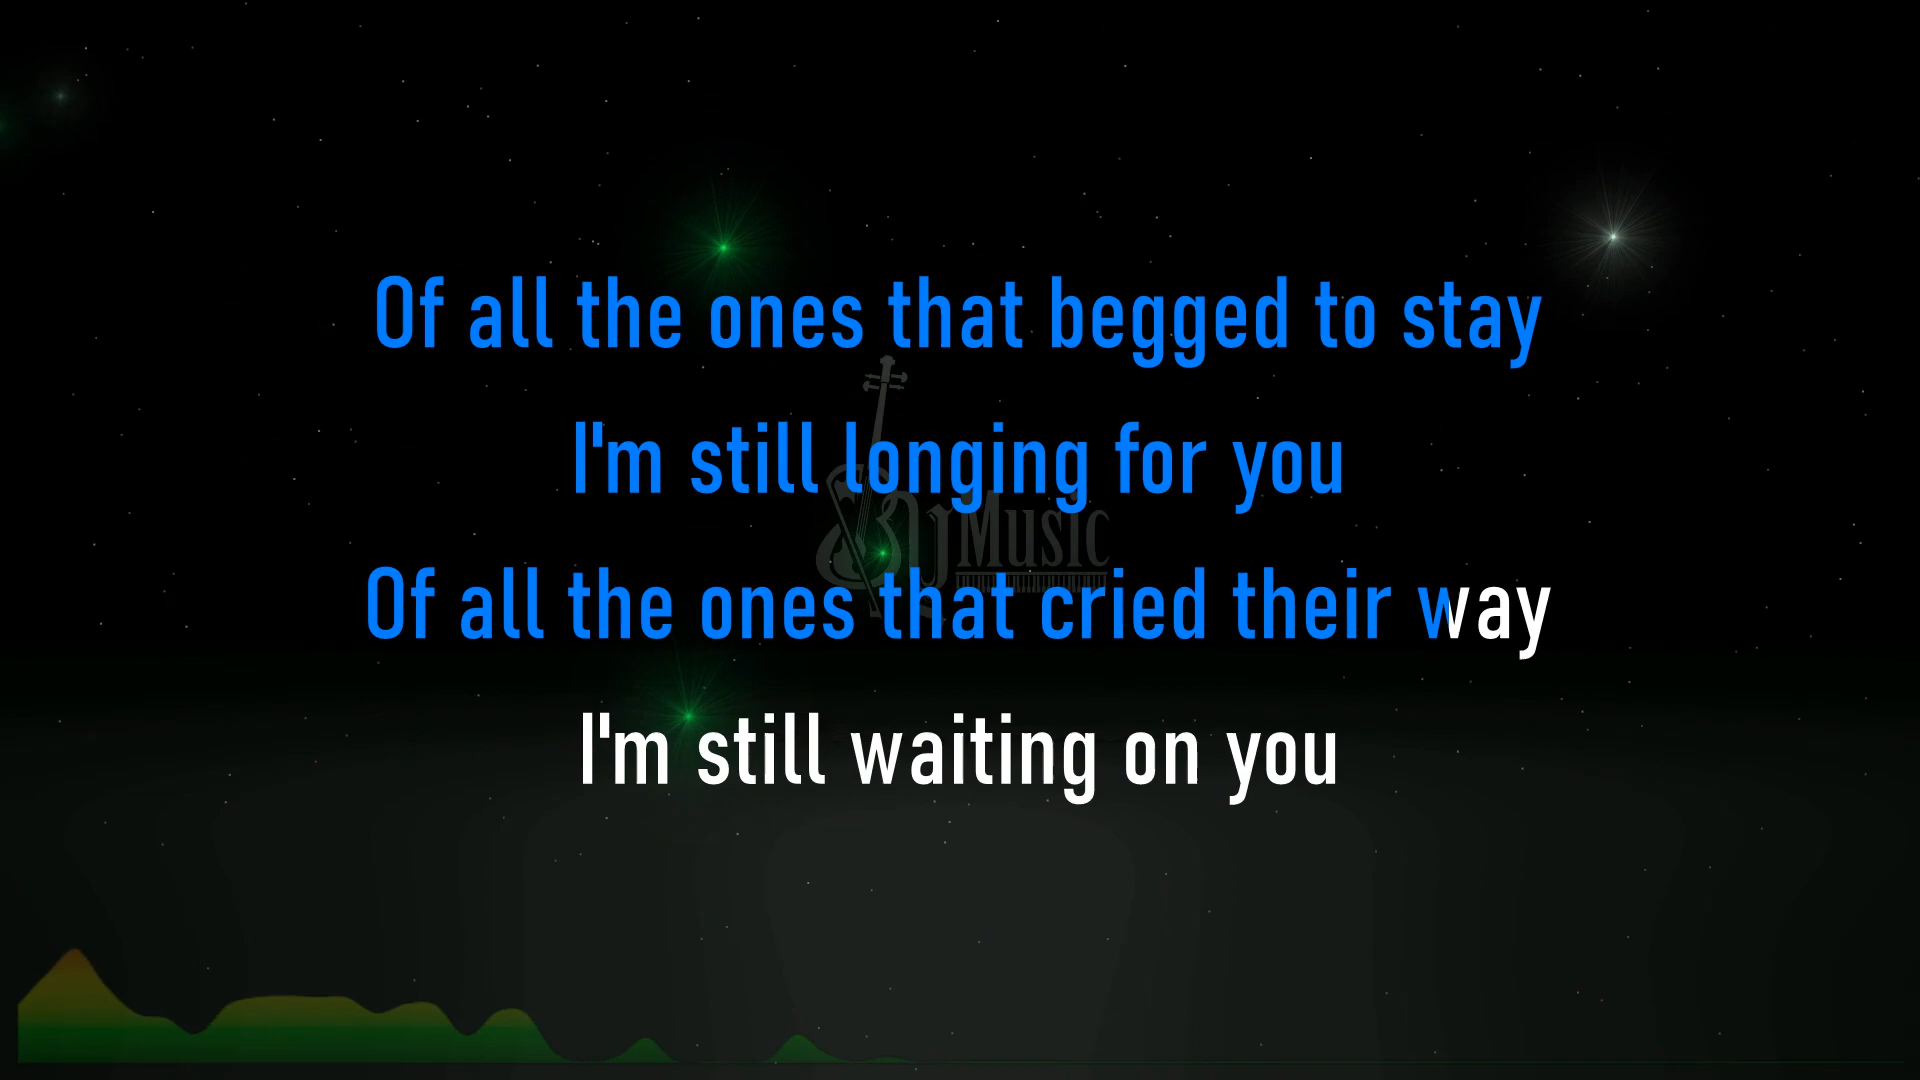 Of all the ones that begged to stay
I'm still longing for you
Of all the ones that cried their way
I'm still waiting on you
Music